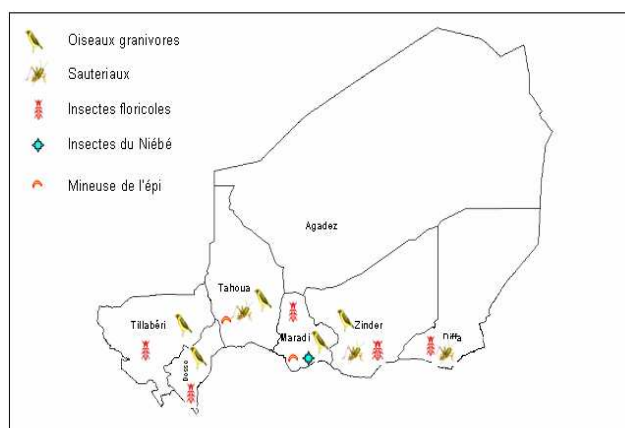 Oiseaux granivores
Sauteriaux
Insectes floricoles
Insectes du Niébé
Mineuse de l'épi
Agadez
Tahoua
Tillabéri
Maradi
Zinder
Diffa
Dosso